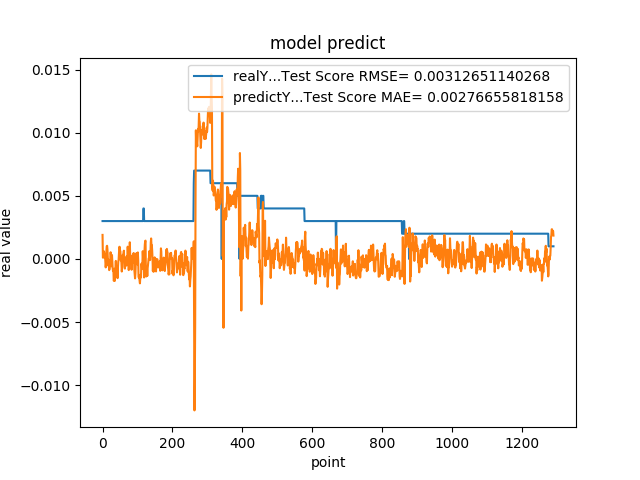 model predict
realY...Test Score RMSE= 0.00312651140268
predictY...Test Score MAE= 0.00276655818158
real value
0.015
0.010
0.005
0.000
−0.005
−0.010
0 200 400 600 800 1000 1200
point